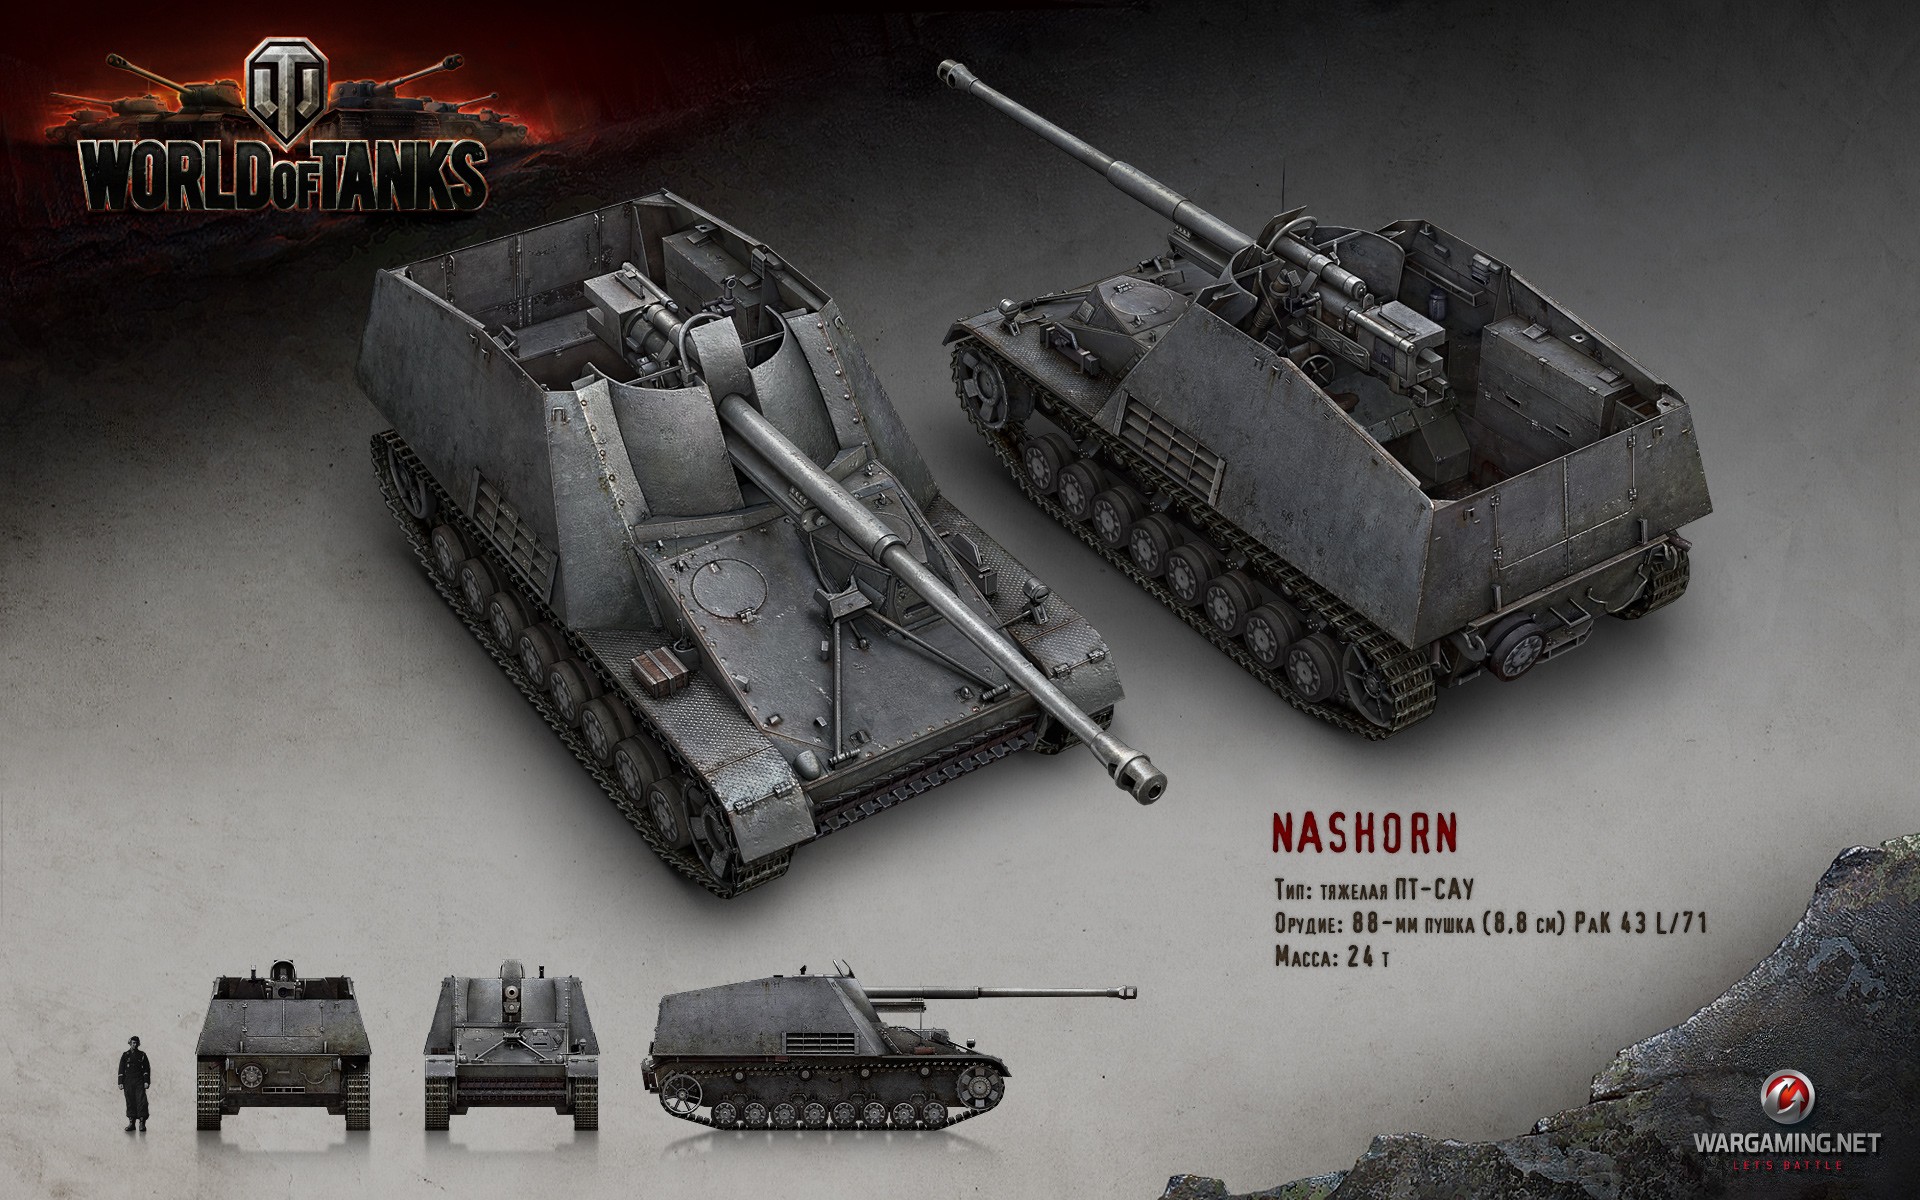 WORLD OF TANKS
NASHORN
Тип: тяжелая ПТ-САУ
Орудие: 88-мм пушка (8,8 см) PaK 43 L/71
Масса: 24 т
WARGAMING.NET
LETS BATTLE